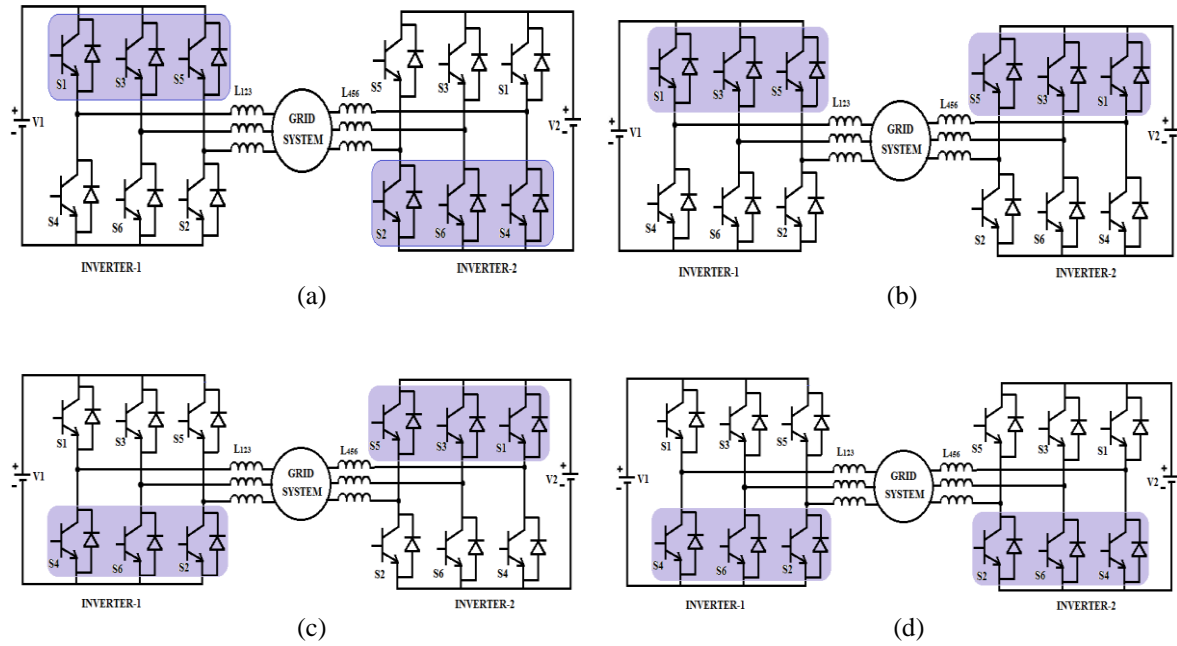 S1 S3 S5
L123
V1
GRID
SYSTEM
L456
S5 S3 S1
V2
S4 S6 S2
S2 S6 S4
INVERTER-1
INVERTER-2
(a)
S1 S3 S5
L123
V1
GRID
SYSTEM
L456
S5 S3 S1
V2
S4 S6 S2
S2 S6 S4
INVERTER-1
INVERTER-2
(b)
S1 S3 S5
L123
V1
GRID
SYSTEM
L456
S5 S3 S1
V2
S4 S6 S2
S2 S6 S4
INVERTER-1
INVERTER-2
(c)
S1 S3 S5
L123
V1
GRID
SYSTEM
L456
S5 S3 S1
V2
S4 S6 S2
S2 S6 S4
INVERTER-1
INVERTER-2
(d)